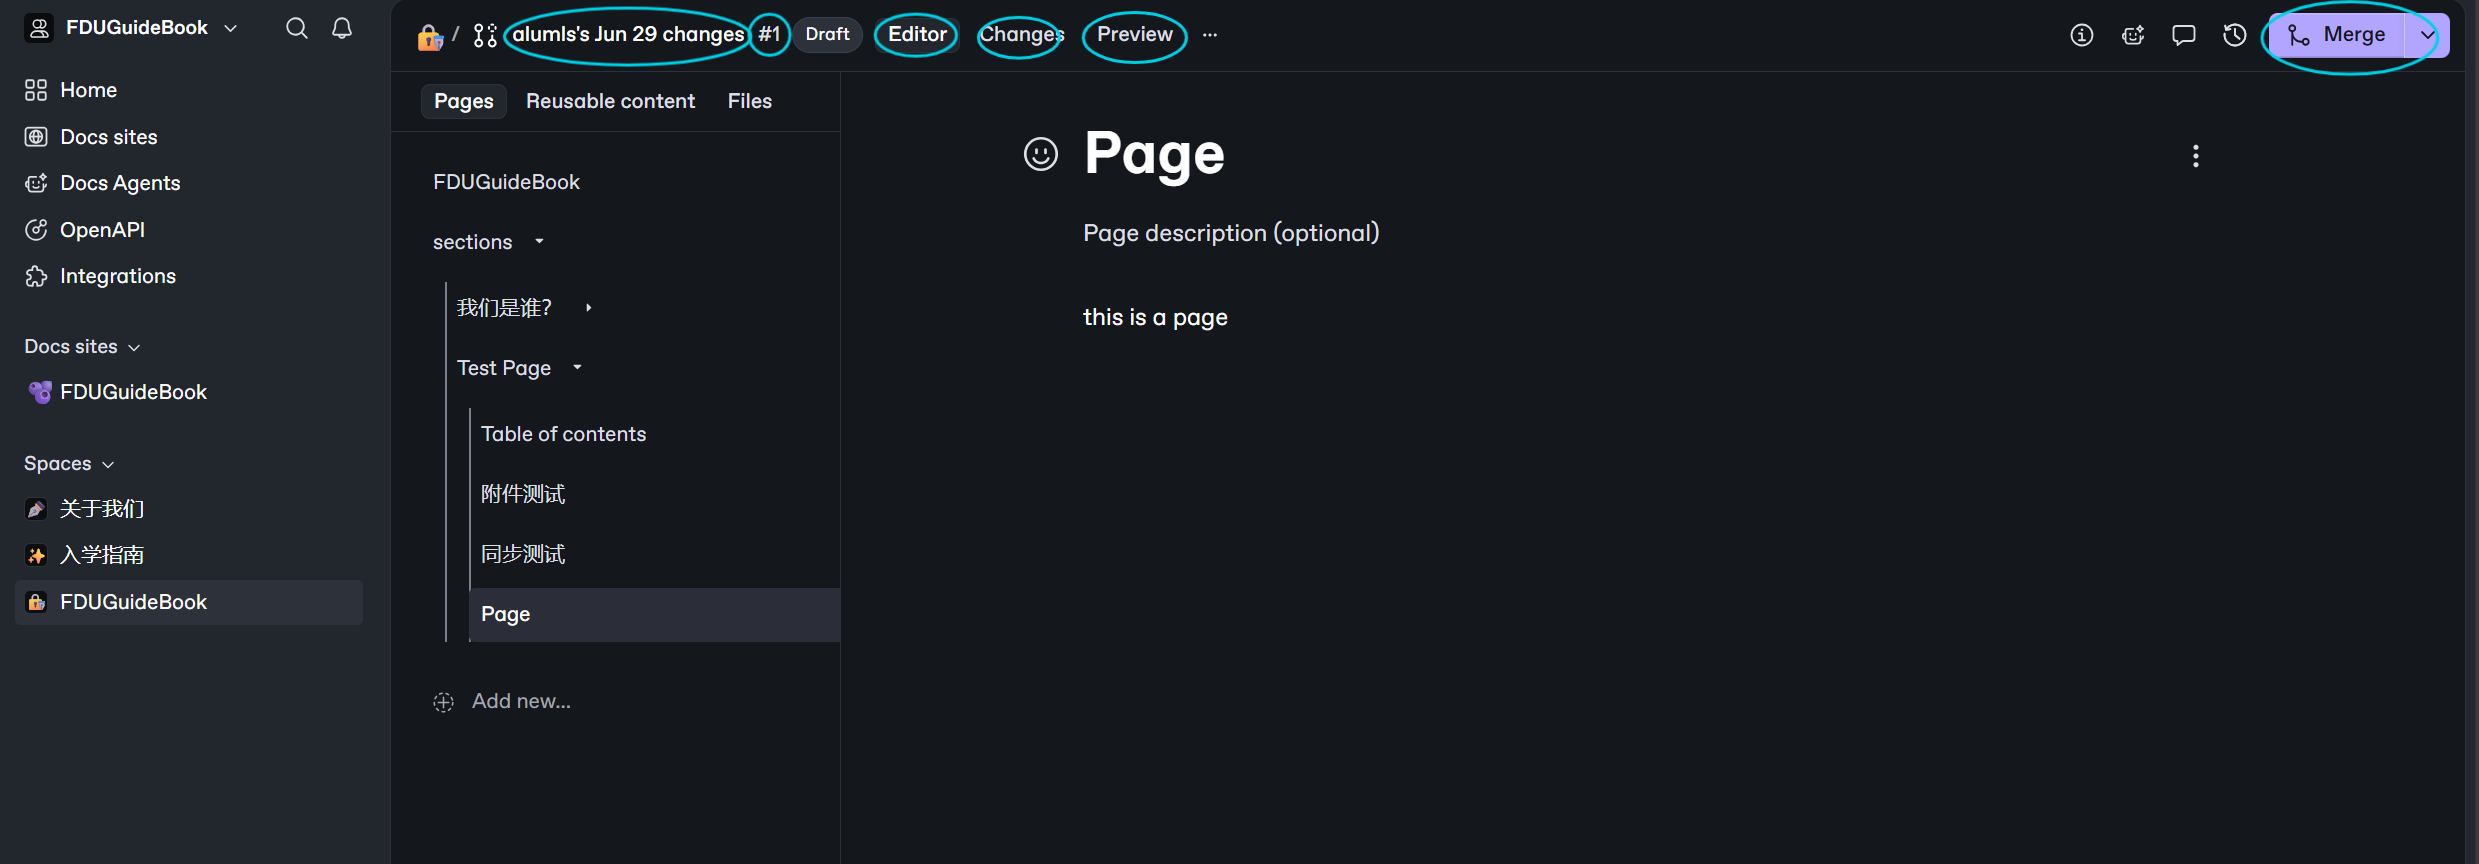 FDUGuideBook
Home
Docs sites
Docs Agents
OpenAPI
Integrations
Docs sites
FDUGuideBook
Spaces
关于我们
入学指南
FDUGuideBook
/ alumls's Jun 29 changes #1 Draft Editor Changes Preview ...
Merge
Pages Reusable content Files
FDUGuideBook
sections
我们是谁?
Test Page
Table of contents
附件测试
同步测试
Page
Add new...
Page
Page description (optional)
this is a page